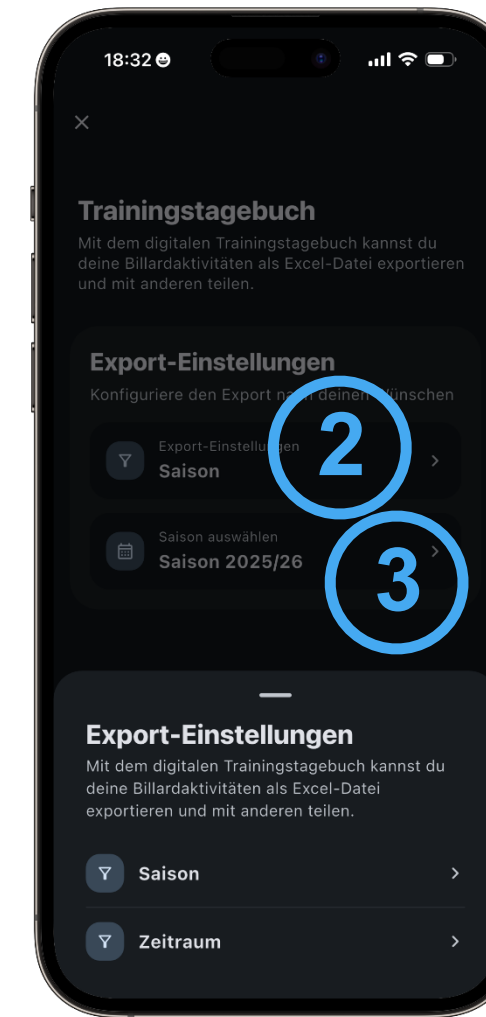 18:32
Trainingstagebuch
Mit dem digitalen Trainingstagebuch kannst du
deine Billardaktivitäten als Excel-Datei exportieren
und mit anderen teilen.
Export-Einstellungen
Konfiguriere den Export nach deinen Wünschen
Export-Einstellungen
Saison
2
Saison auswählen
Saison 2025/26
3
Export-Einstellungen
Mit dem digitalen Trainingstagebuch kannst du
deine Billardaktivitäten als Excel-Datei
exportieren und mit anderen teilen.
Saison
Zeitraum